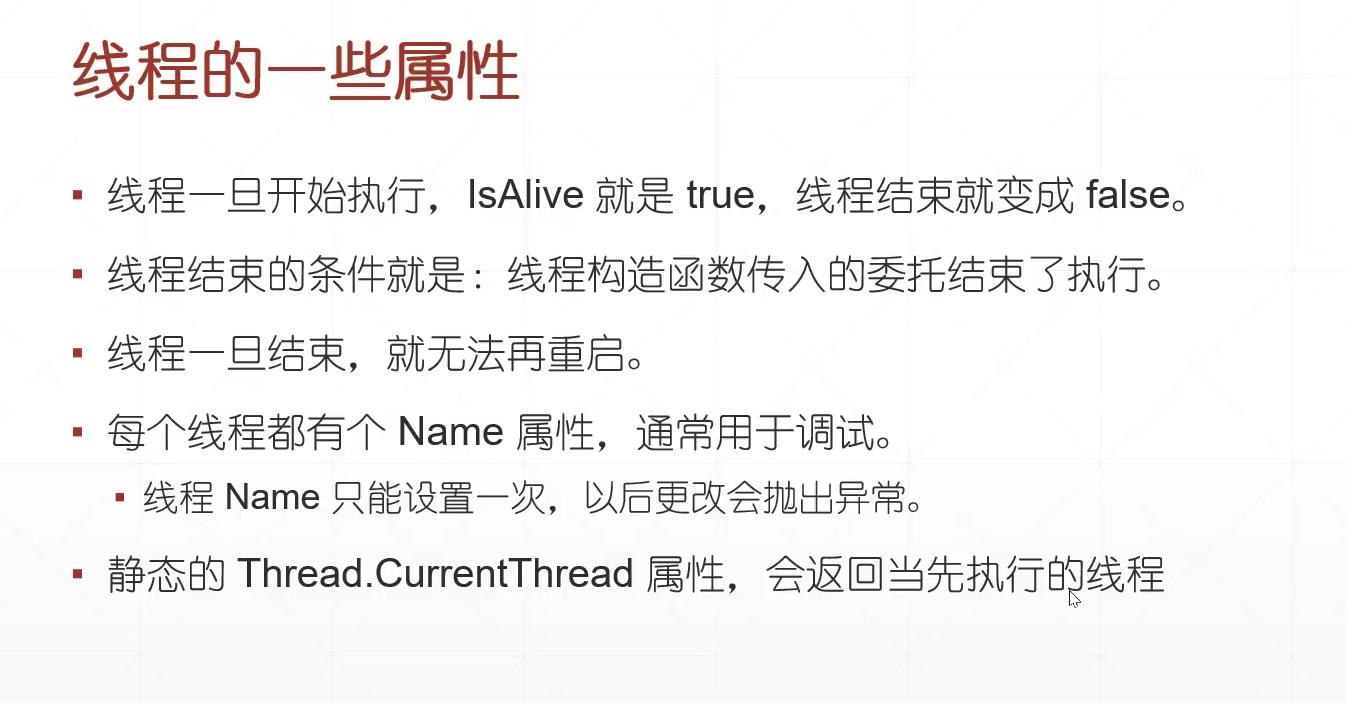 线程的一些属性
▪ 线程一旦开始执行，IsAlive 就是 true，线程结束就变成 false。
▪ 线程结束的条件就是：线程构造函数传入的委托结束了执行。
▪ 线程一旦结束，就无法再重启。
▪ 每个线程都有个 Name 属性，通常用于调试。
▪ 线程 Name 只能设置一次，以后更改会抛出异常。
▪ 静态的 Thread.CurrentThread 属性，会返回当先执行的线程